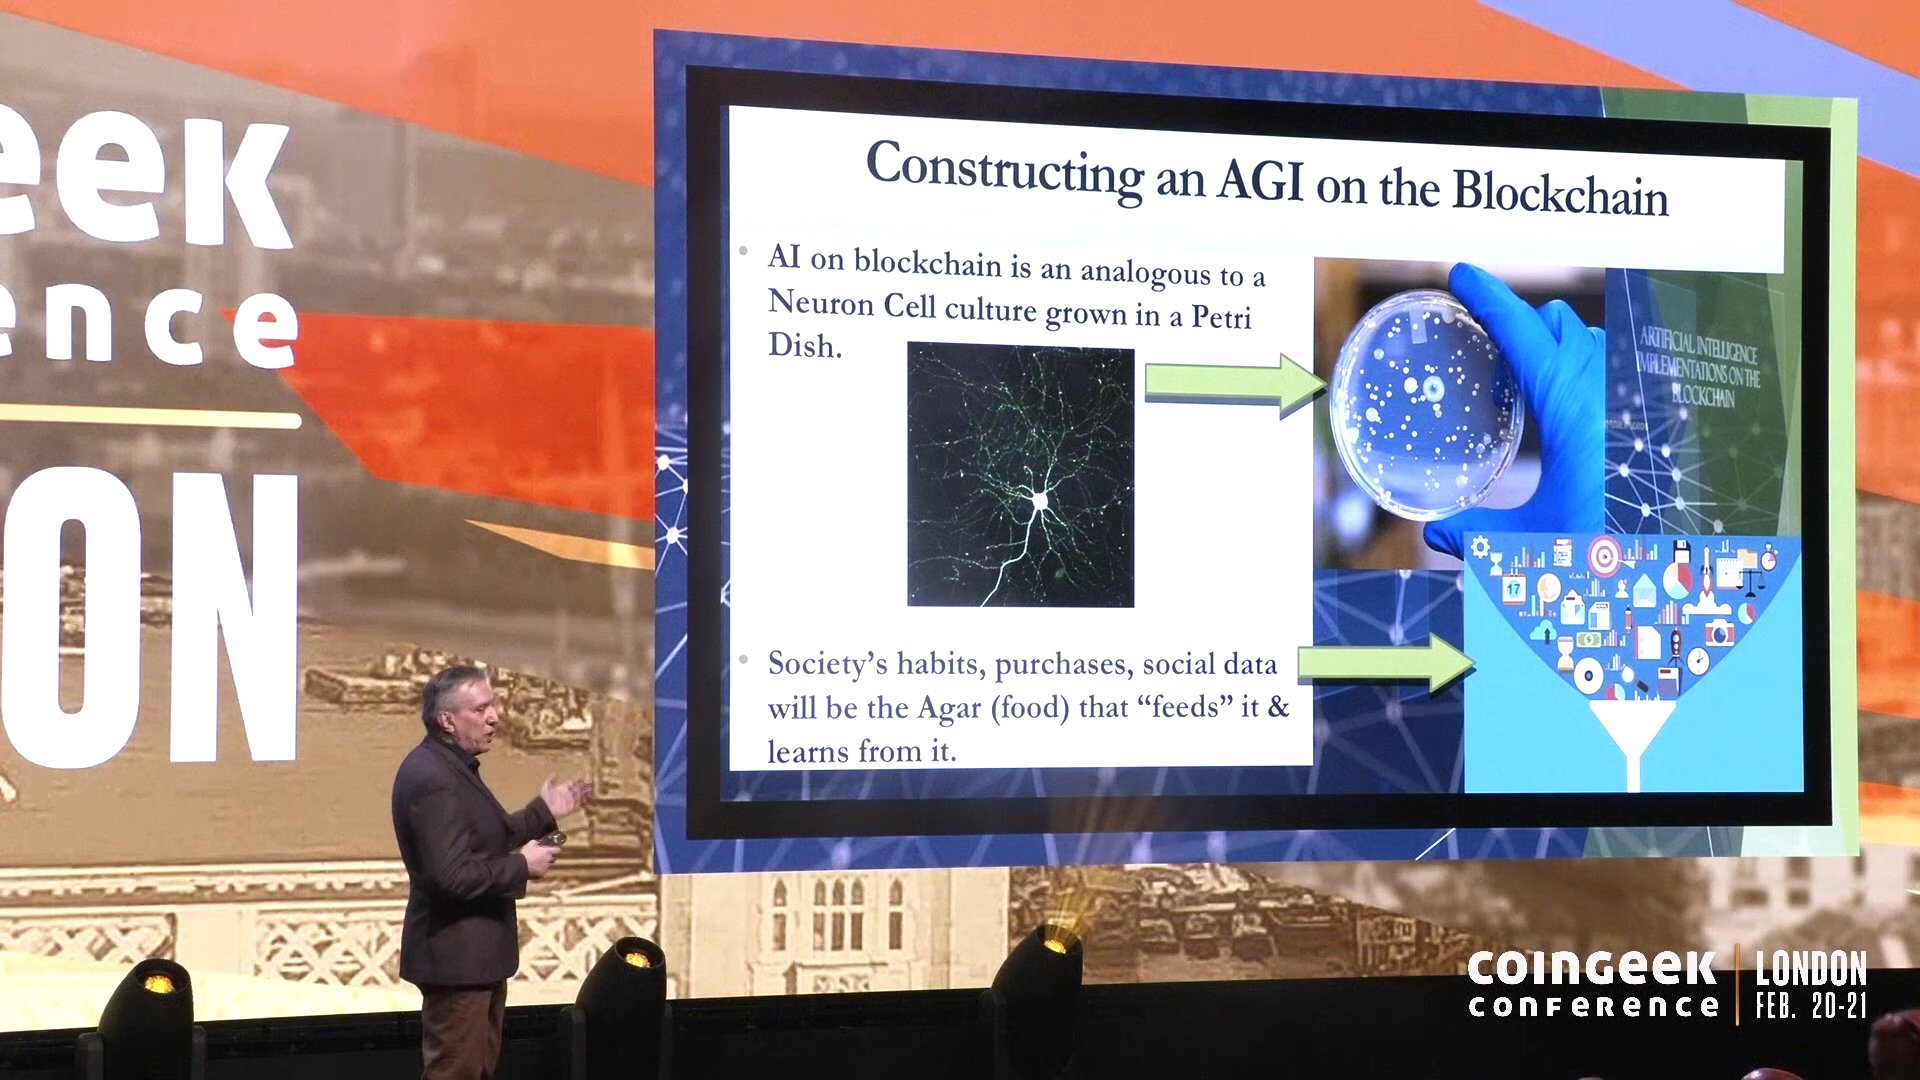 eek
ence
ON
Constructing an AGI on the Blockchain
AI on blockchain is an analogous to a
Neuron Cell culture grown in a Petri
Dish.
ARTIFICIAL INTELLIGENCE
IMPLEMENTATIONS ON THE
BLOCKCHAIN
17
Society’s habits, purchases, social data
will be the Agar (food) that “feeds” it &
learns from it.
COINGEEK
CONFERENCE
LONDON
FEB. 20-21